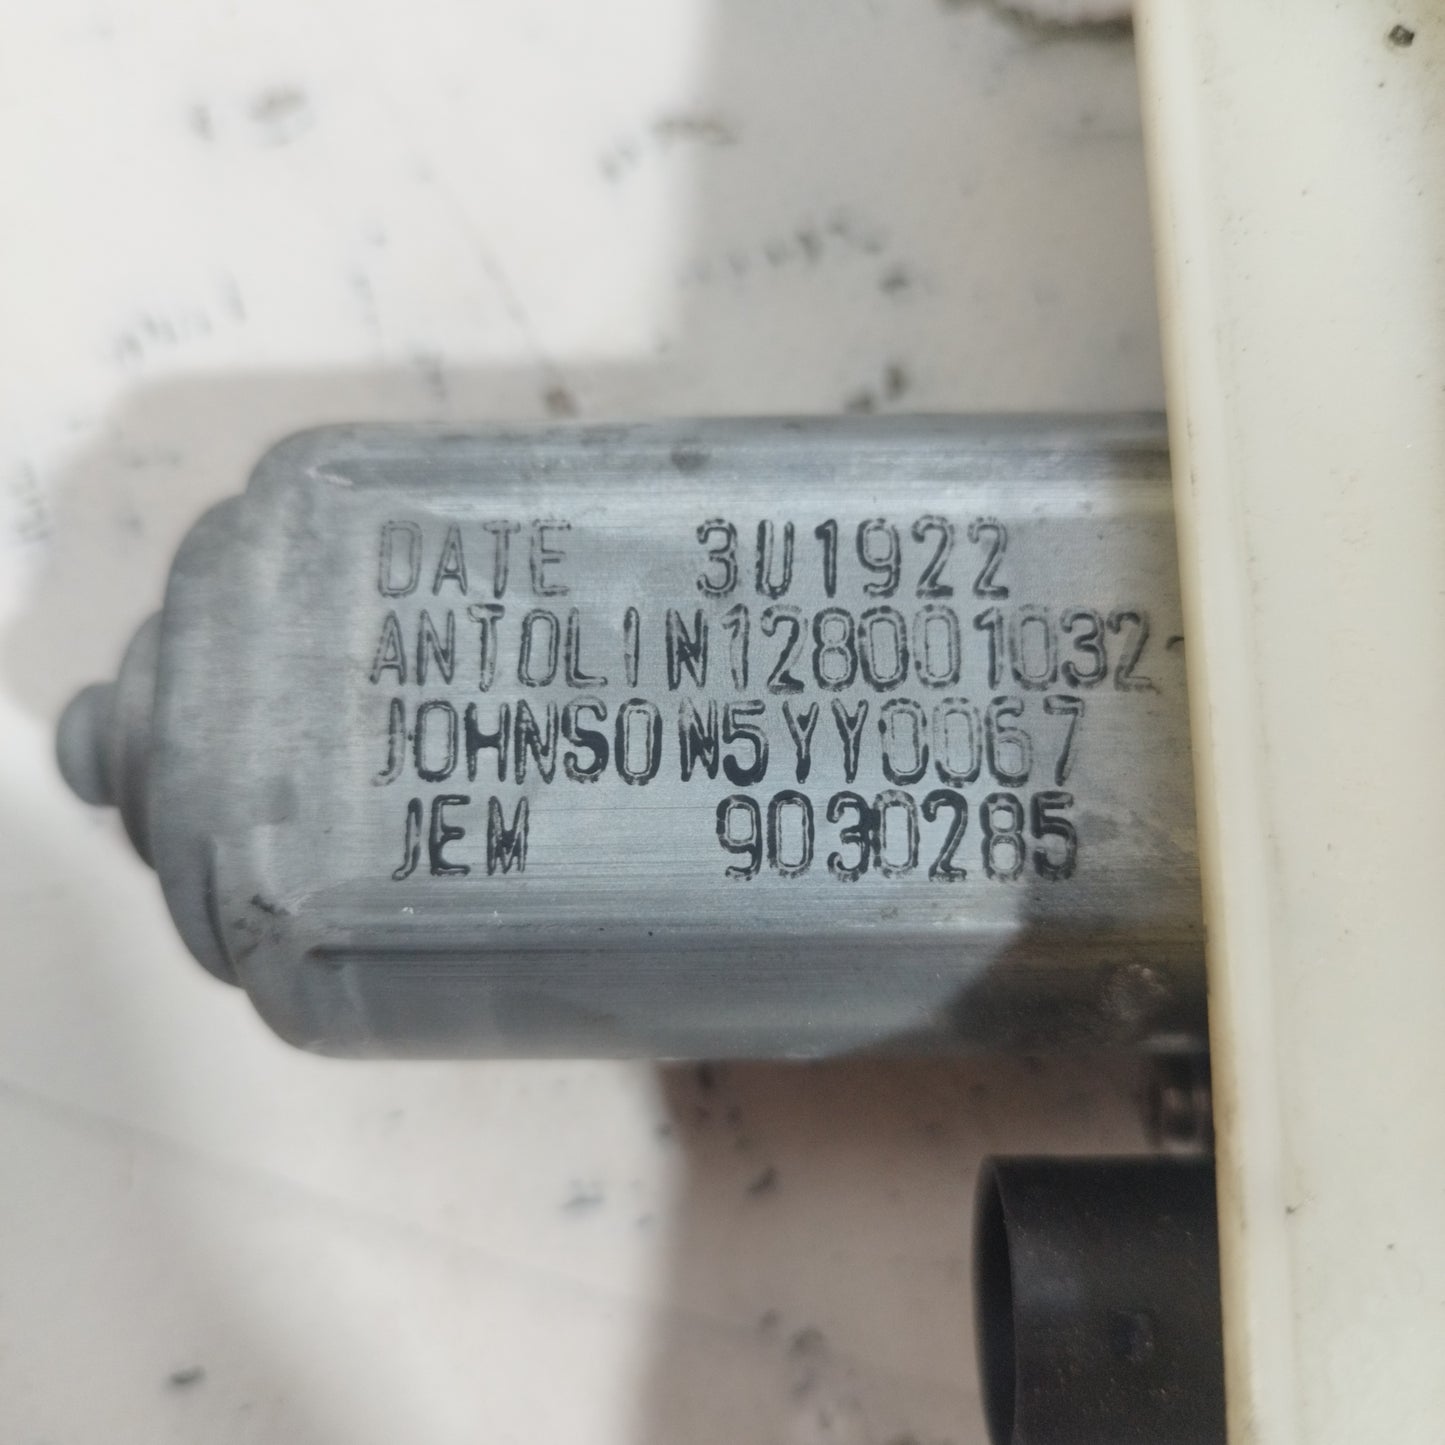 DATE 3U1922
ANTOLIN128001032-
JOHNSON5YY0067
JEM 9030285